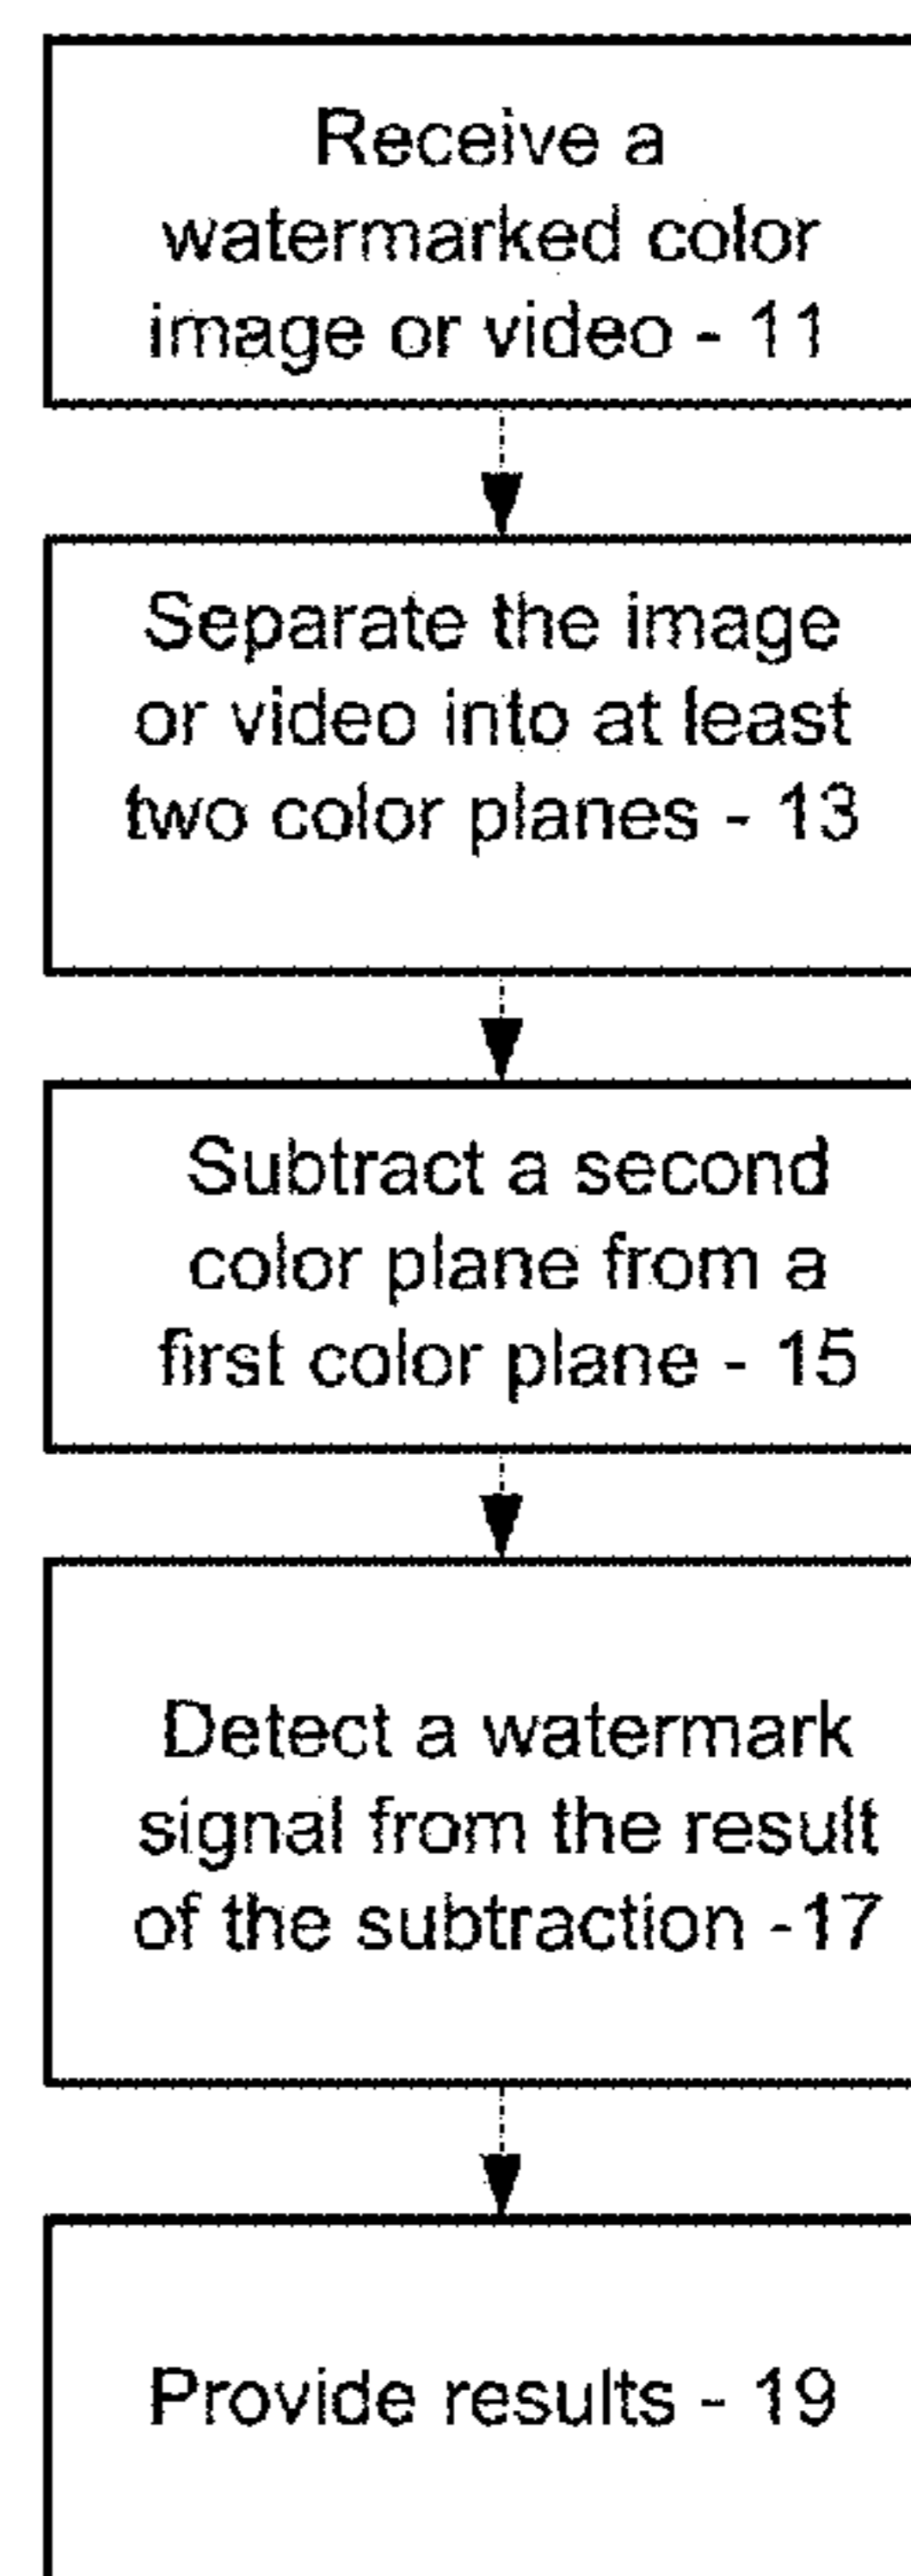 Receive a
watermarked color
image or video - 11
Separate the image
or video into at least
two color planes - 13
Subtract a second
color plane from a
first color plane - 15
Detect a watermark
signal from the result
of the subtraction -17
Provide results - 19